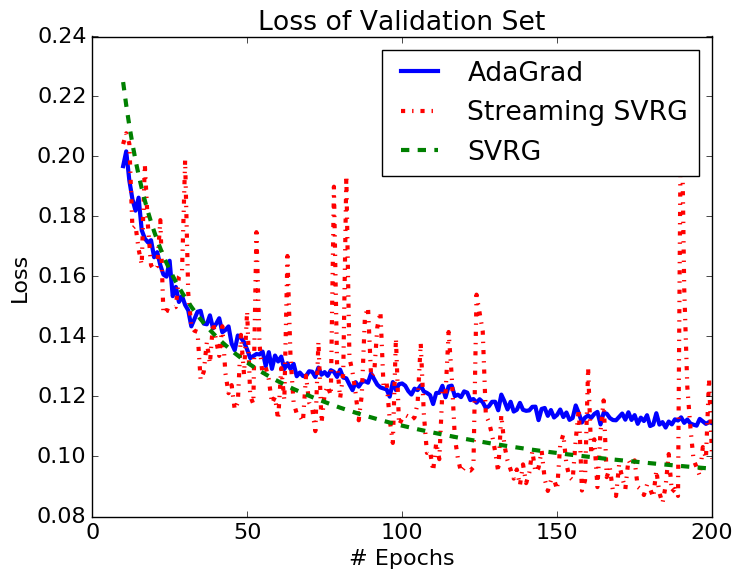 Loss of Validation Set
0.24
0.22
0.20
0.18
0.16
0.14
0.12
0.10
0.08
Loss
AdaGrad
Streaming SVRG
SVRG
0 50 100 150 200
# Epochs